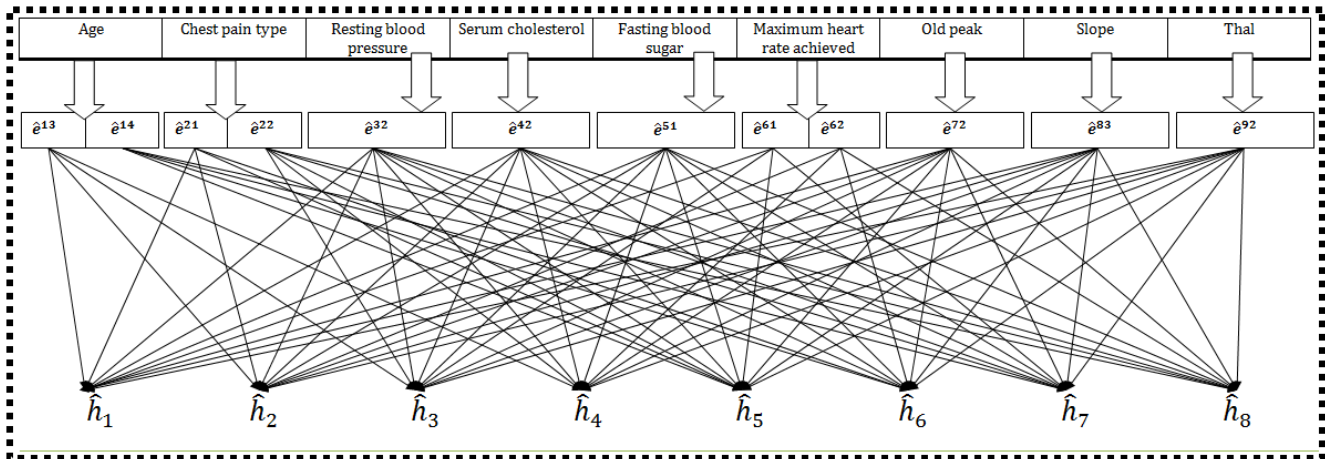 Age Chest pain type Resting blood pressure Serum cholesterol Fasting blood sugar Maximum heart rate achieved Old peak Slope Thal
ê¹³ ê¹⁴ ê²¹ ê²² ê³² ê⁴² ê⁵¹ ê⁶¹ ê⁶² ê⁷² ê⁸³ ê⁹²
ĥ₁ ĥ₂ ĥ₃ ĥ₄ ĥ₅ ĥ₆ ĥ₇ ĥ₈